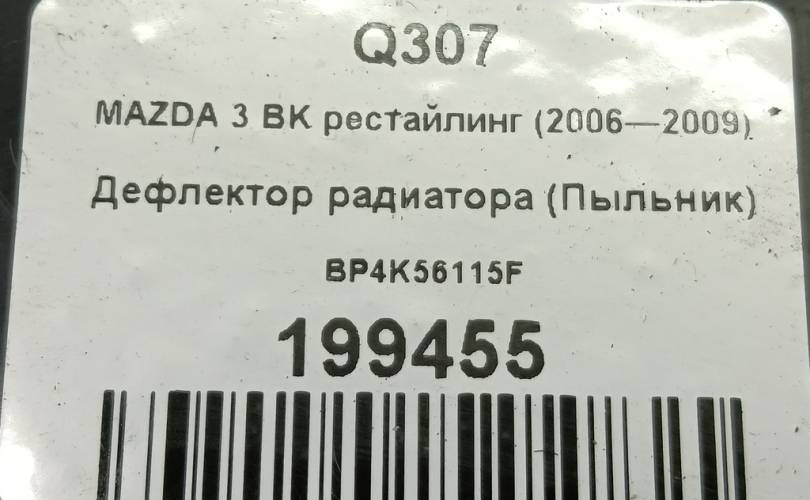 Q307
MAZDA 3 BK рестайлинг (2006—2009)
Дефлектор радиатора (Пыльник)
BP4K56115F
199455